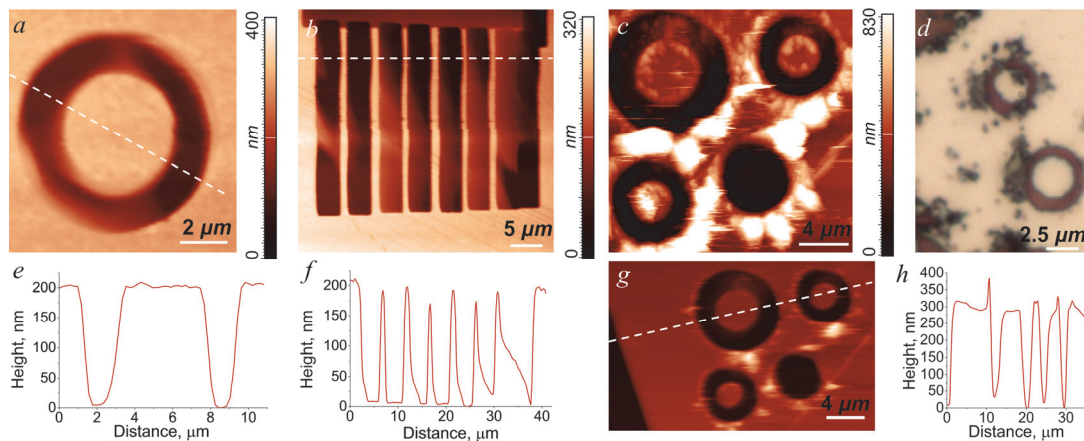 a
2 μm
400
nm
0
b
5 μm
320
nm
0
c
4 μm
830
nm
0
d
2.5 μm
e
Height, nm
200
150
100
50
0
0 2 4 6 8 10
Distance, μm
f
Height, nm
200
150
100
50
0
0 10 20 30 40
Distance, μm
g
4 μm
h
Height, nm
400
350
300
250
200
150
100
50
0
0 10 20 30
Distance, μm